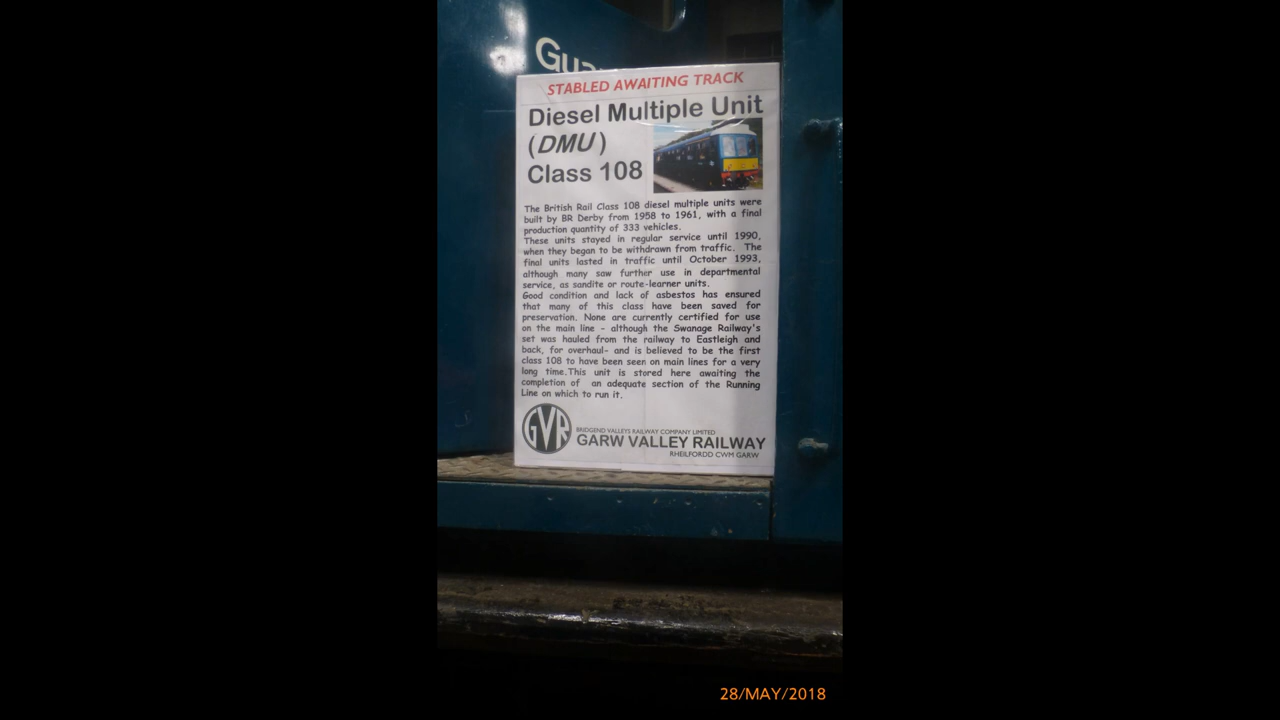 Gua
STABLED AWAITING TRACK
Diesel Multiple Unit
(DMU)
Class 108
The British Rail Class 108 diesel multiple units were
built by BR Derby from 1958 to 1961, with a final
production quantity of 333 vehicles.
These units stayed in regular service until 1990,
when they began to be withdrawn from traffic. The
final units lasted in traffic until October 1993,
although many saw further use in departmental
service, as sandite or route-learner units.
Good condition and lack of asbestos has ensured
that many of this class have been saved for
preservation. None are currently certified for use
on the main line - although the Swanage Railway's
set was hauled from the railway to Eastleigh and
back, for overhaul- and is believed to be the first
class 108 to have been seen on main lines for a very
long time.This unit is stored here awaiting the
completion of an adequate section of the Running
Line on which to run it.
GVR
BRIDGEND VALLEYS RAILWAY COMPANY LIMITED
GARW VALLEY RAILWAY
RHEILFORDD CWM GARW
28/MAY/2018